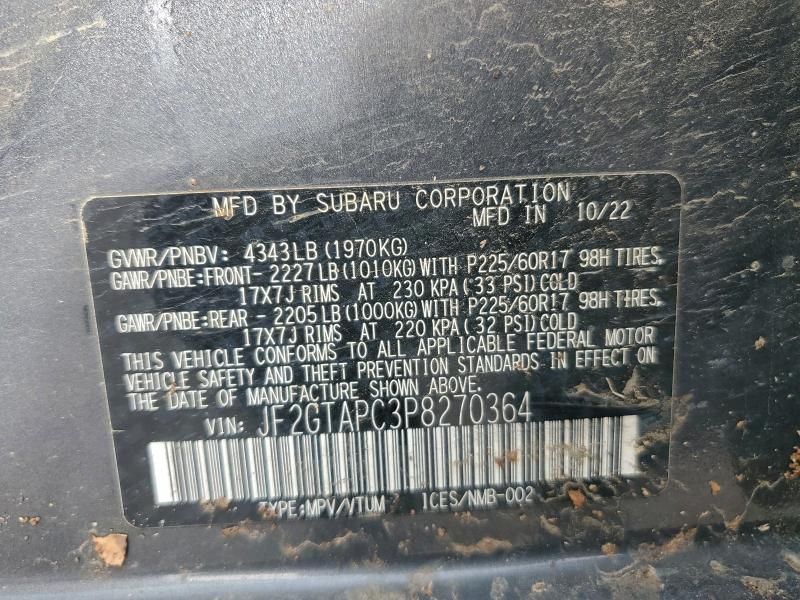 MFD BY SUBARU CORPORATION
MFD IN 10/22
GVWR/PNBV: 4343LB (1970KG)
GAWR/PNBE:FRONT- 2227LB (1010KG) WITH P225/60R17 98H TIRES,
17X7J RIMS AT 230 KPA ( 33 PSI) COLD
GAWR/PNBE:REAR - 2205LB (1000KG) WITH P225/60R17 98H TIRES,
17X7J RIMS AT 220 KPA ( 32 PSI) COLD
THIS VEHICLE CONFORMS TO ALL APPLICABLE FEDERAL MOTOR
VEHICLE SAFETY AND THEFT PREVENTION STANDARDS IN EFFECT ON
THE DATE OF MANUFACTURE SHOWN ABOVE.
VIN: JF2GTAPC3P8270364
TYPE:MPV/VTUM ICES/NMB-002